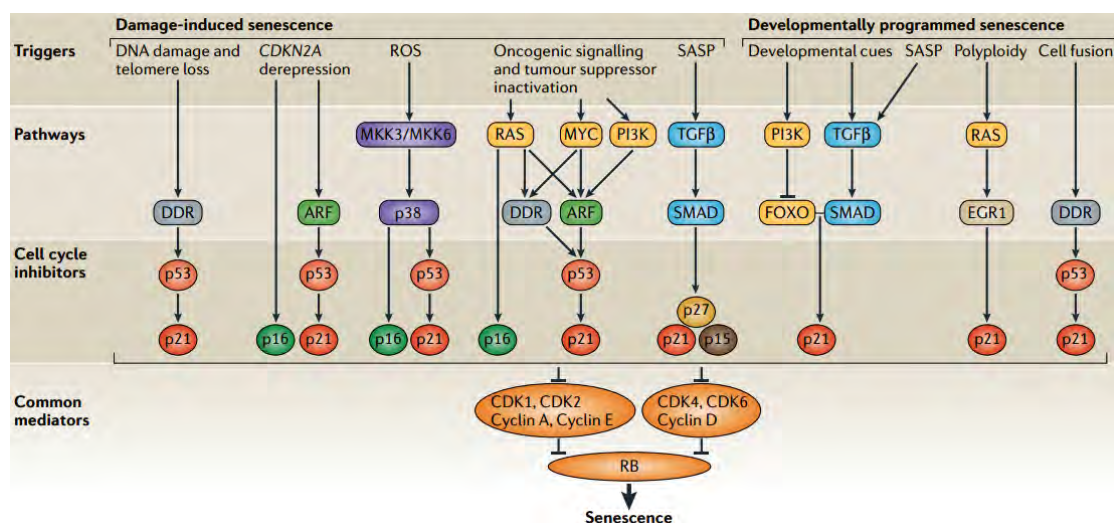 Damage-induced senescence
Developmentally programmed senescence
Triggers
DNA damage and
telomere loss
CDKN2A
derepression
ROS
Oncogenic signalling
and tumour suppressor
inactivation
SASP
Developmental cues
SASP
Polyploidy
Cell fusion
Pathways
MKK3/MKK6
RAS
MYC
PI3K
TGFβ
PI3K
TGFβ
RAS
DDR
ARF
p38
DDR
ARF
SMAD
FOXO
SMAD
EGR1
DDR
Cell cycle
inhibitors
p53
p53
p53
p53
p53
p27
p21
p16
p21
p16
p21
p16
p21
p21
p15
p21
p21
p21
Common
mediators
CDK1, CDK2
Cyclin A, Cyclin E
CDK4, CDK6
Cyclin D
RB
Senescence